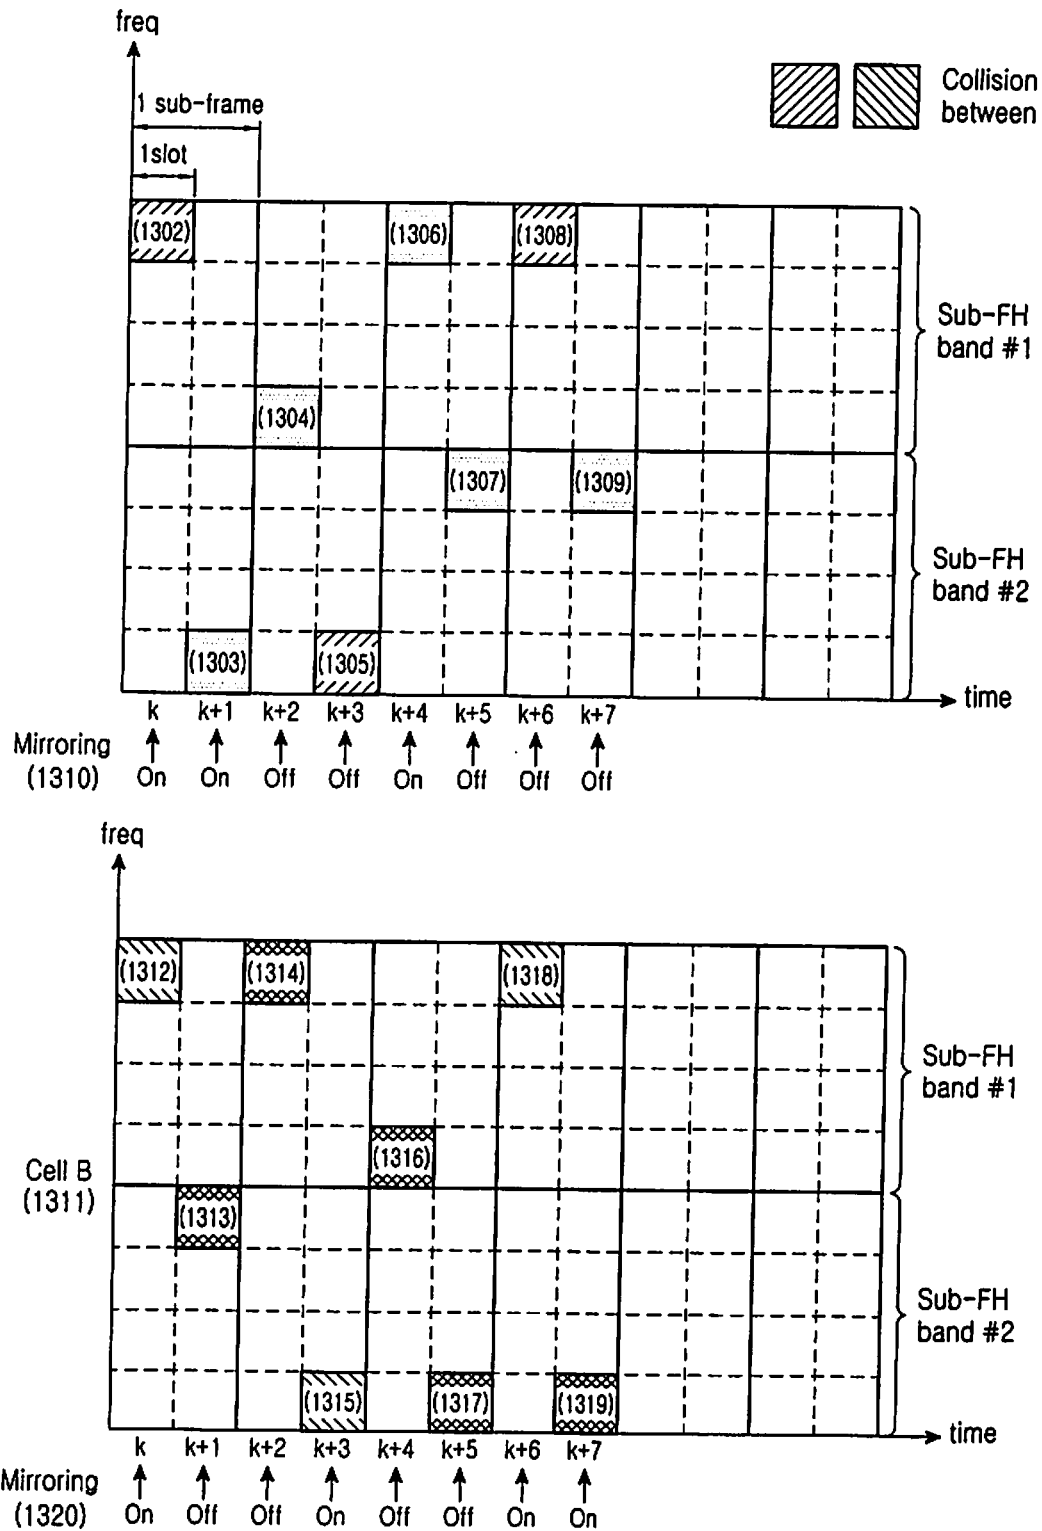 freq
1 sub-frame
1slot
Collision
between
(1302)
(1306)
(1308)
Sub-FH
band #1
(1304)
(1307)
(1309)
Sub-FH
band #2
(1303)
(1305)
time
k k+1 k+2 k+3 k+4 k+5 k+6 k+7
Mirroring
(1310)
On On Off Off On Off Off Off
freq
(1312)
(1314)
(1318)
Sub-FH
band #1
(1316)
Cell B
(1311)
(1313)
Sub-FH
band #2
(1315)
(1317)
(1319)
time
k k+1 k+2 k+3 k+4 k+5 k+6 k+7
Mirroring
(1320)
On Off Off On Off Off On On